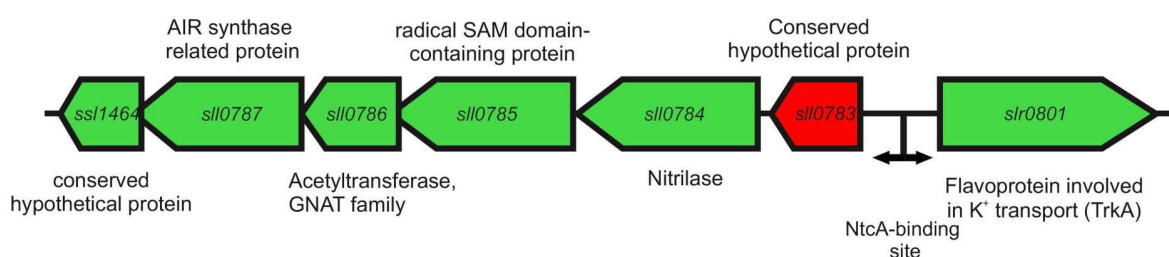 AIR synthase
related protein
radical SAM domain-
containing protein
Conserved
hypothetical protein
ssl1464
sll0787
sll0786
sll0785
sll0784
sll0783
slr0801
conserved
hypothetical protein
Acetyltransferase,
GNAT family
Nitrilase
NtcA-binding
site
Flavoprotein involved
in K⁺ transport (TrkA)